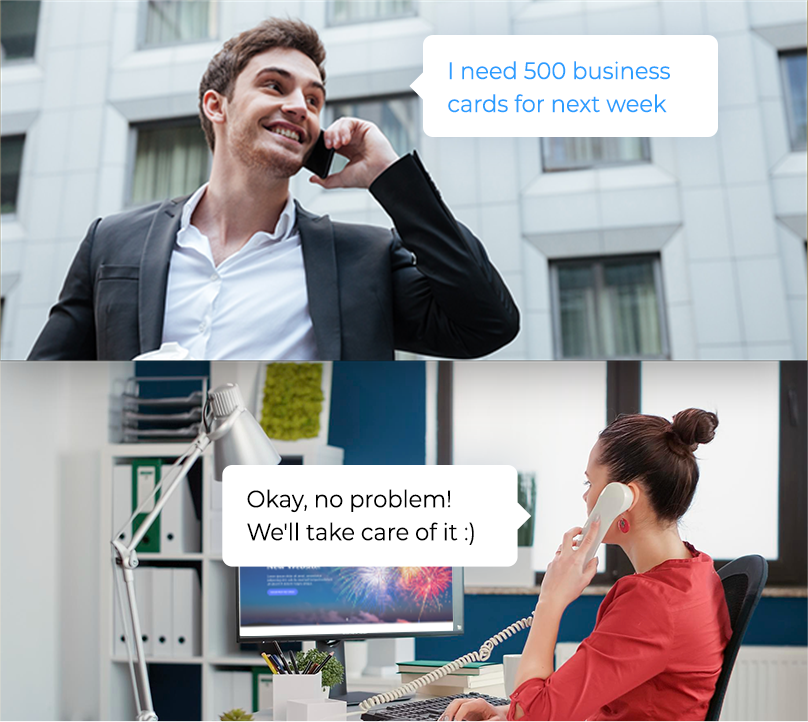 I need 500 business
cards for next week
Okay, no problem!
We'll take care of it :)